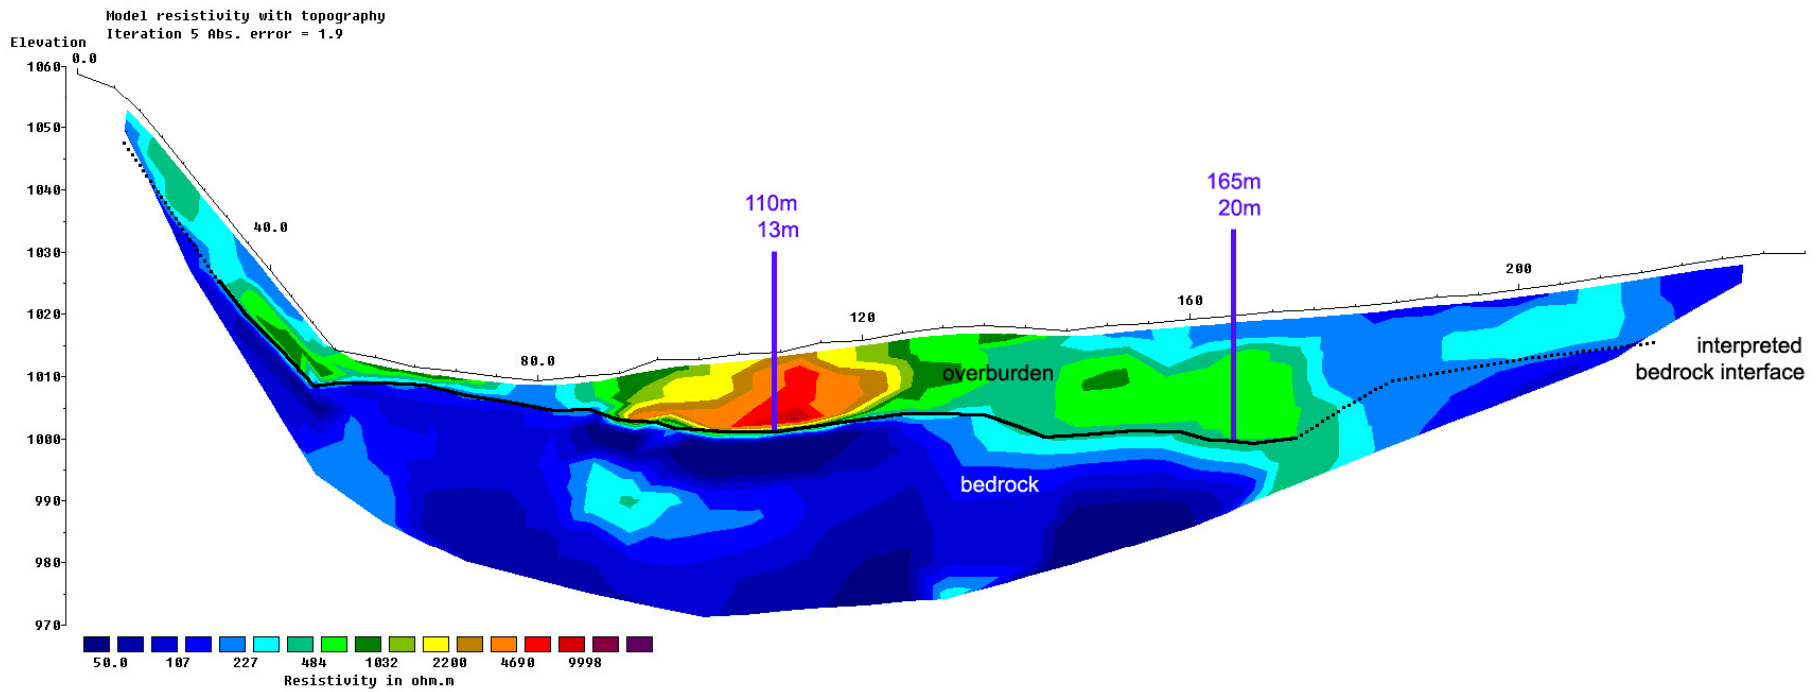 Model resistivity with topography
Iteration 5 Abs. error = 1.9
Elevation
0.0
1060
1050
1040
1030
1020
1010
1000
990
980
970
40.0
80.0
120
160
200
110m
13m
165m
20m
overburden
bedrock
interpreted
bedrock interface
50.0 107 227 484 1032 2200 4690 9998
Resistivity in ohm.m